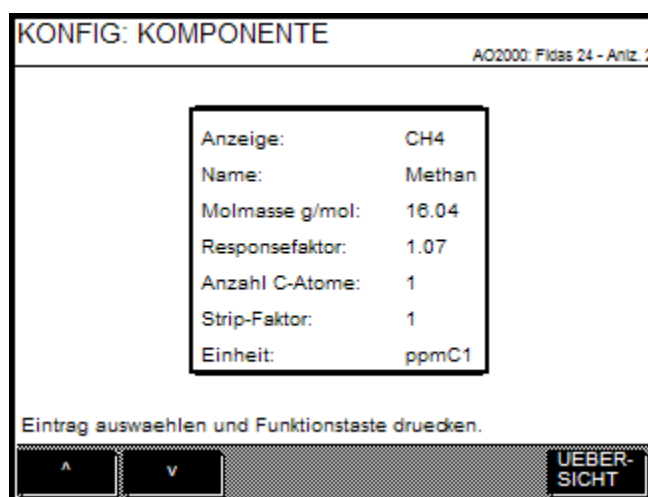 KONFIG: KOMPONENTE
AO2000: Fidas 24 - Anlz. 2
Anzeige: CH4
Name: Methan
Molmasse g/mol: 16.04
Responsefaktor: 1.07
Anzahl C-Atome: 1
Strip-Faktor: 1
Einheit: ppmC1
Eintrag auswaehlen und Funktionstaste druecken.
^ v UEBER-
SICHT